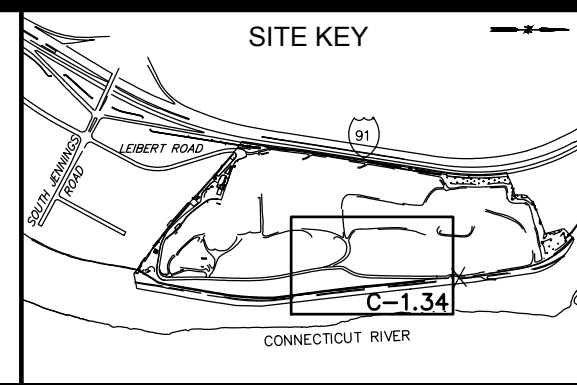 SITE KEY
91
LEIBERT ROAD
SOUTH JENNINGS
ROAD
C-1.34
CONNECTICUT RIVER